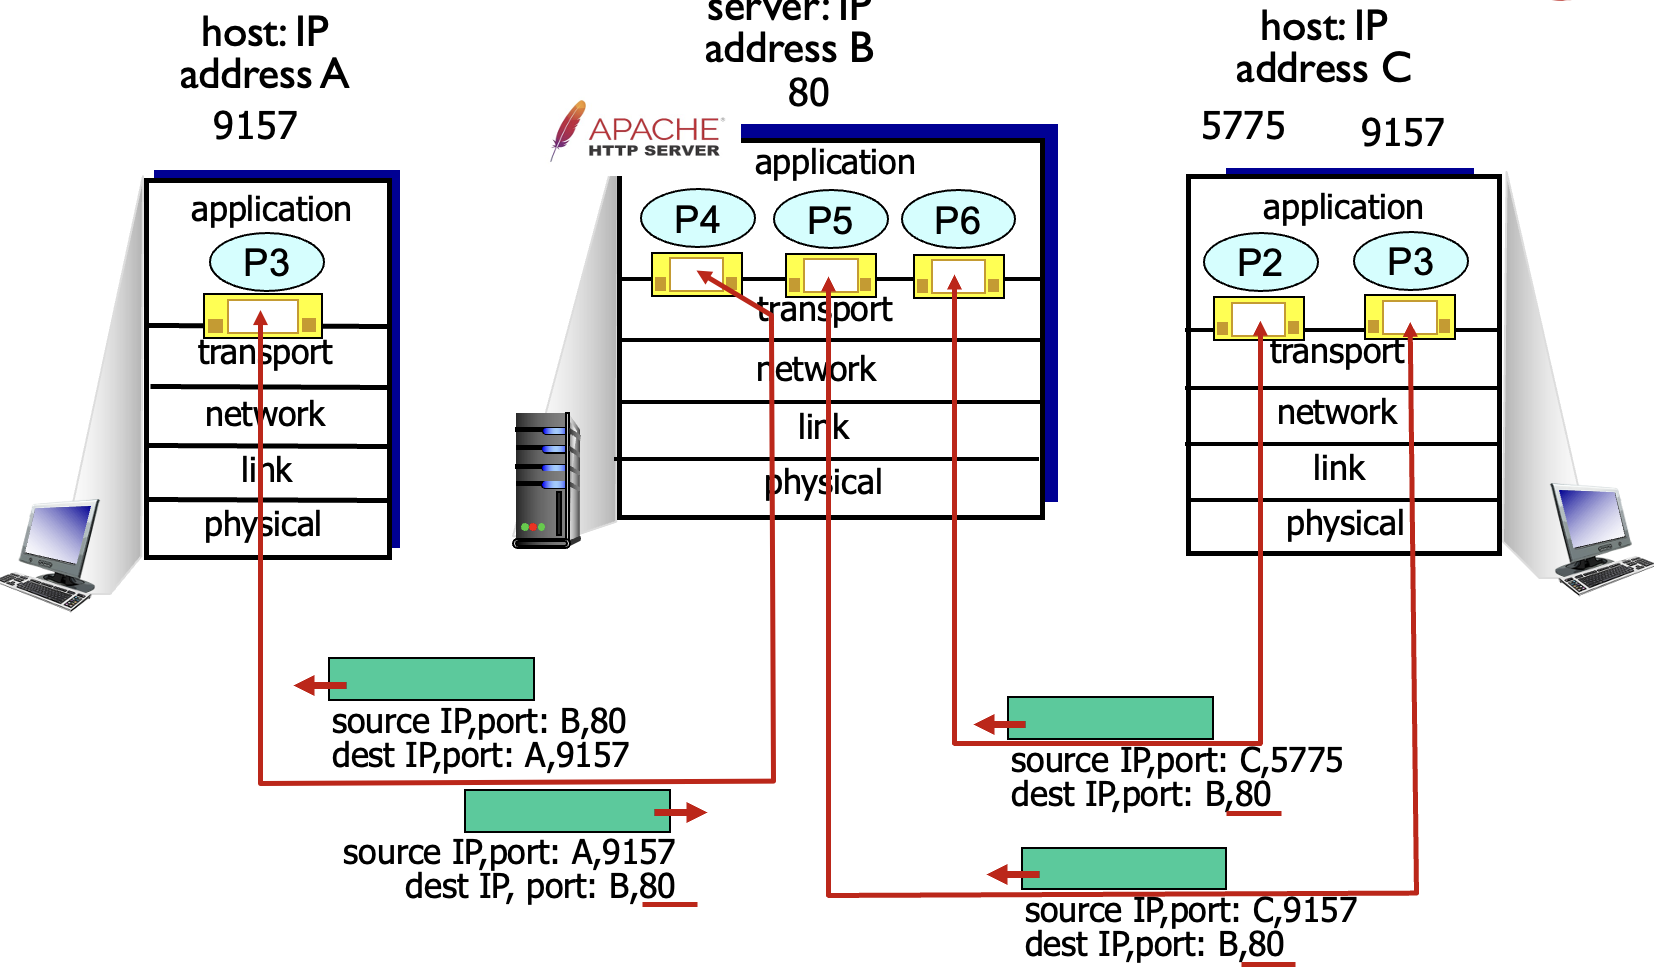 host: IP
address A
9157
application
P3
transport
network
link
physical
server: IP
address B
80
APACHE
HTTP SERVER
application
P4 P5 P6
transport
network
link
physical
host: IP
address C
5775 9157
application
P2 P3
transport
network
link
physical
source IP,port: B,80
dest IP,port: A,9157
source IP,port: A,9157
dest IP, port: B,80
source IP,port: C,5775
dest IP,port: B,80
source IP,port: C,9157
dest IP,port: B,80